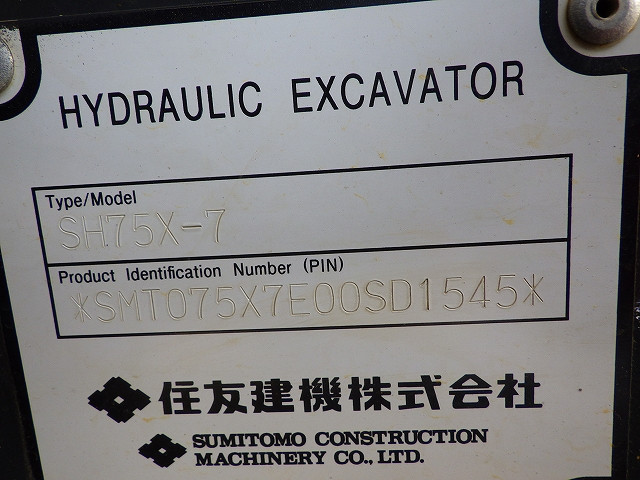 HYDRAULIC EXCAVATOR
Type/Model
SH75X-7
Product Identification Number (PIN)
*SMT075X7E00SD1545*
住友建機株式会社
SUMITOMO CONSTRUCTION
MACHINERY CO., LTD.